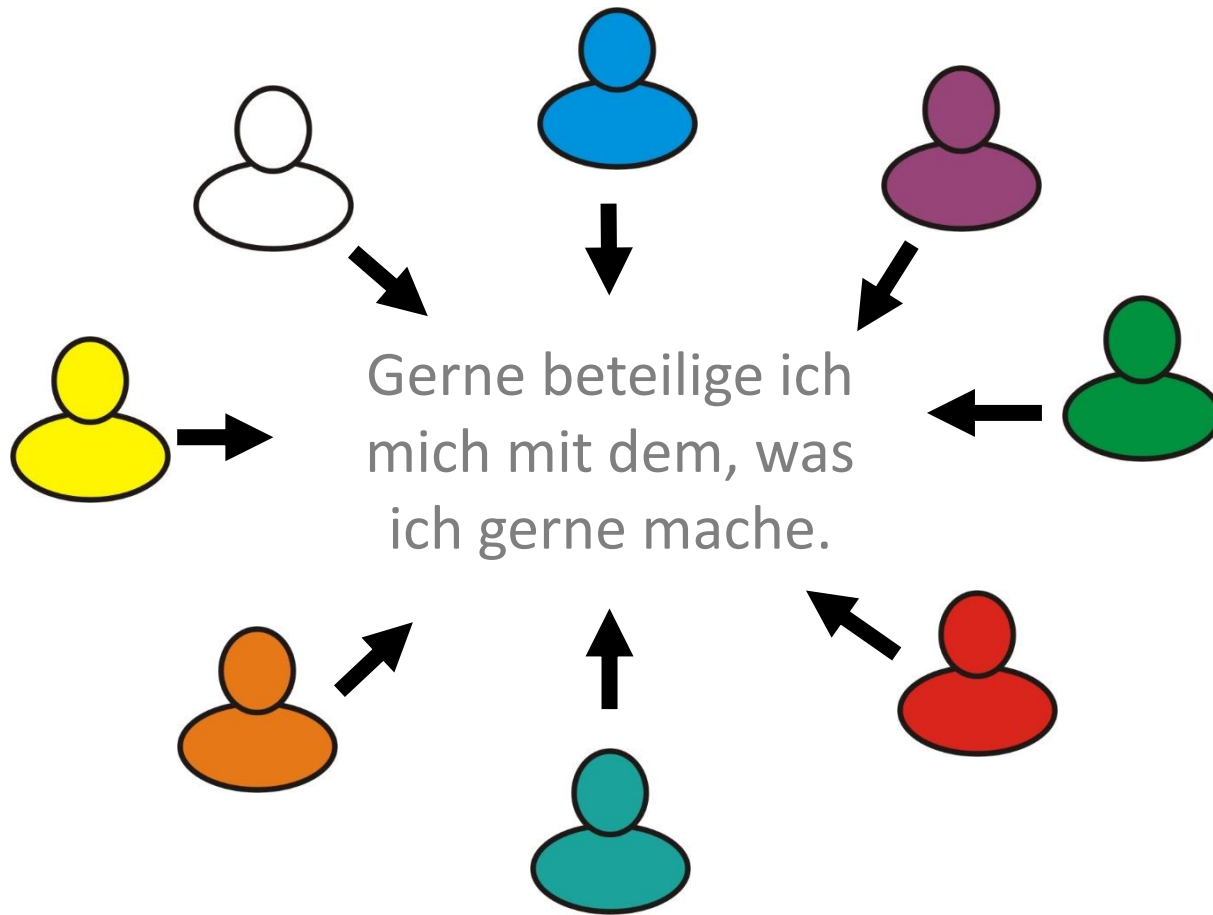 Gerne beteilige ich
mich mit dem, was
ich gerne mache.